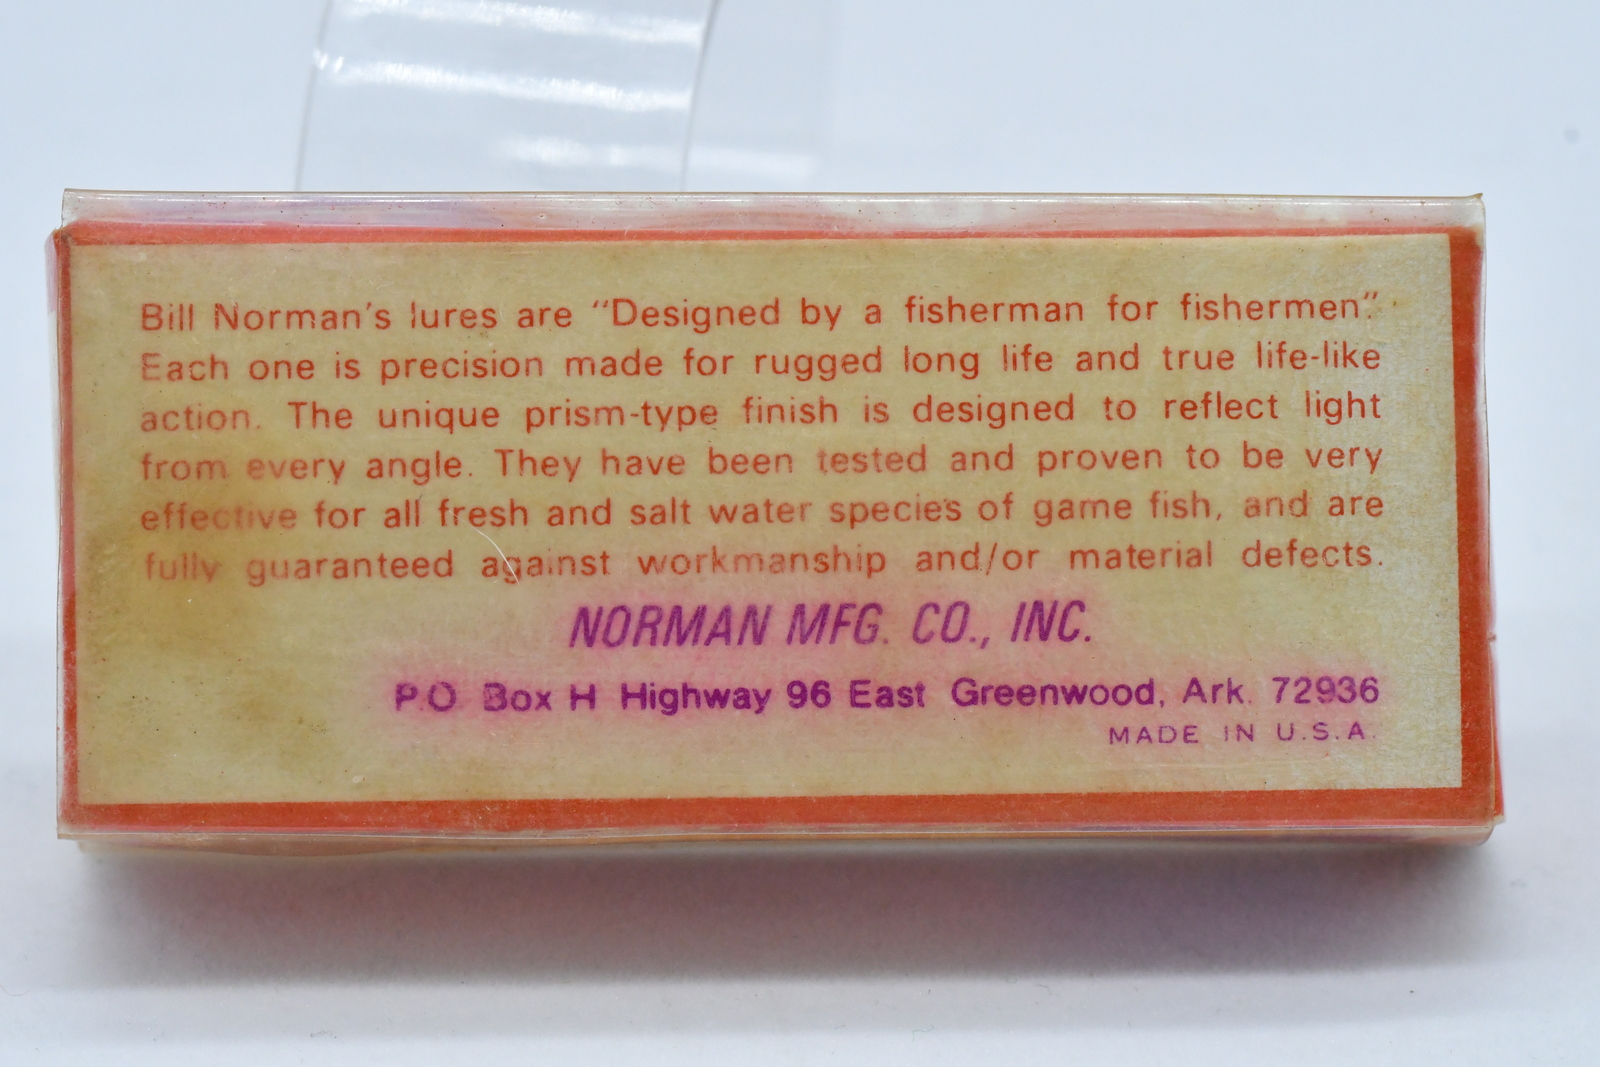 Bill Norman's lures are "Designed by a fisherman for fishermen."
Each one is precision made for rugged long life and true life-like
action. The unique prism-type finish is designed to reflect light
from every angle. They have been tested and proven to be very
effective for all fresh and salt water species of game fish, and are
fully guaranteed against workmanship and/or material defects.
NORMAN MFG. CO., INC.
P.O. Box H Highway 96 East Greenwood, Ark. 72936
MADE IN U.S.A.